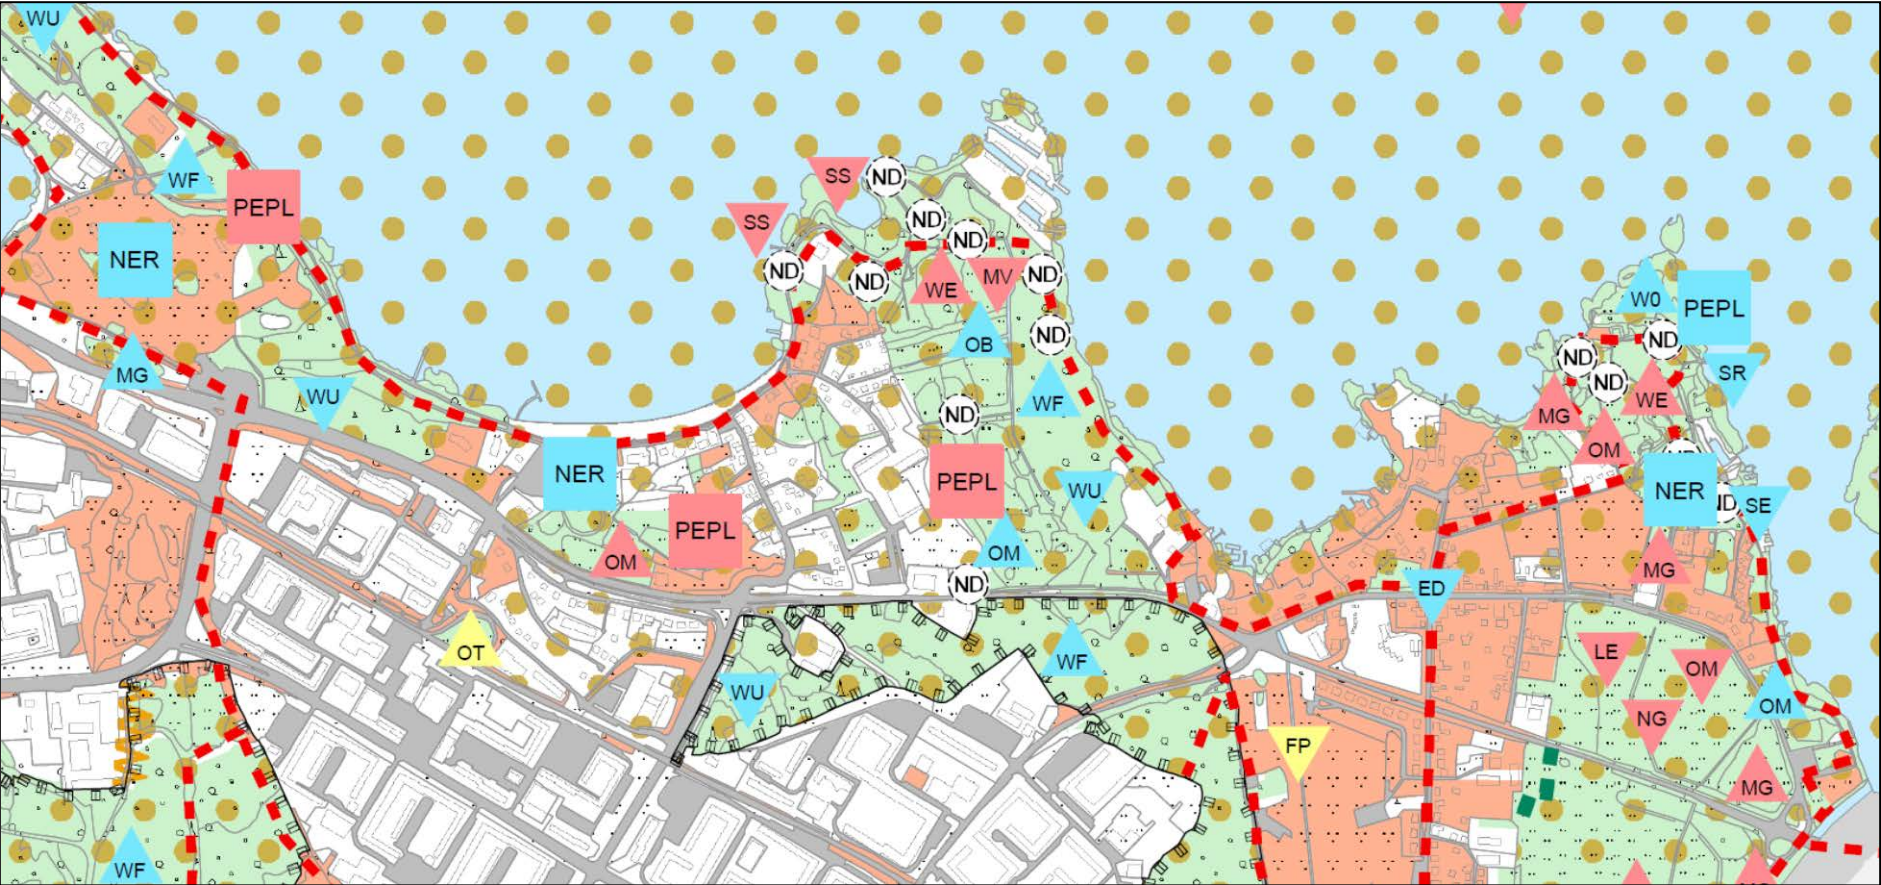 WU
WF
PEPL
NER
MG
WU
SS
SS
ND
ND
ND
ND
ND
ND
WE
MV
OB
ND
WF
ND
NER
PEPL
OM
PEPL
WU
OM
ND
OT
WU
WF
WF
W0
PEPL
ND
ND
ND
SR
MG
WE
OM
NER
ND
SE
MG
ED
LE
OM
NG
OM
FP
MG